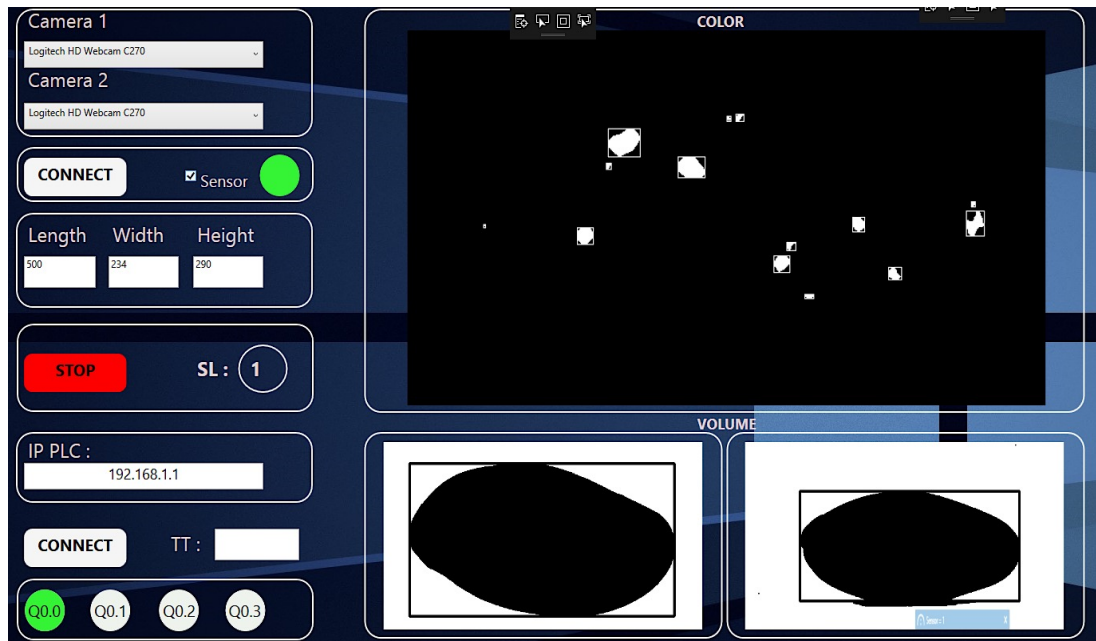 Camera 1
Logitech HD Webcam C270
Camera 2
Logitech HD Webcam C270
CONNECT
Sensor
Length Width Height
500 234 290
STOP SL : 1
IP PLC :
192.168.1.1
CONNECT TT :
Q0.0 Q0.1 Q0.2 Q0.3
COLOR
VOLUME
Sensor: 1 X